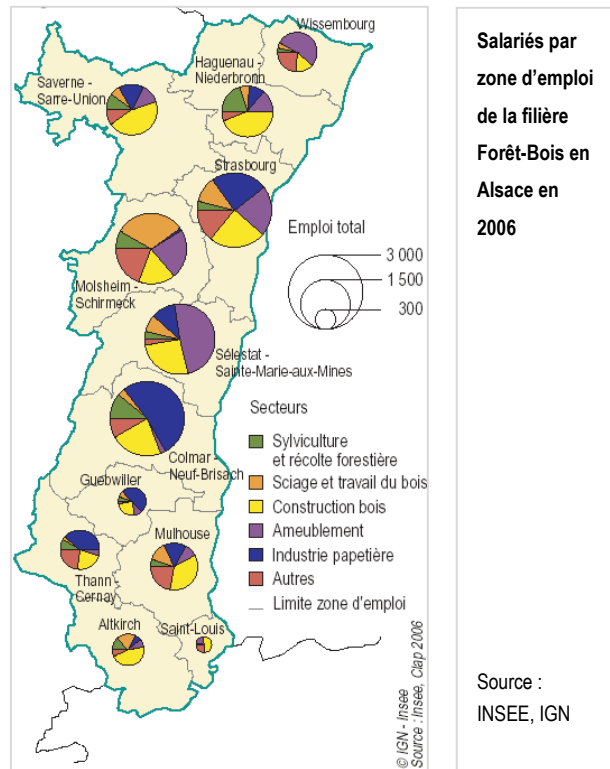 Wissembourg
Haguenau -
Niederbronn
Saverne -
Sarre-Union
Strasbourg
Emploi total
3 000
1 500
300
Molsheim -
Schirmeck
Sélestat -
Sainte-Marie-aux-Mines
Colmar -
Neuf-Brisach
Guebwiller
Mulhouse
Thann -
Cernay
Altkirch
Saint-Louis
Secteurs
Sylviculture
et récolte forestière
Sciage et travail du bois
Construction bois
Ameublement
Industrie papetière
Autres
Limite zone d'emploi
© IGN - Insee
Source : Insee, Clap 2006
Salariés par
zone d'emploi
de la filière
Forêt-Bois en
Alsace en
2006
Source :
INSEE, IGN